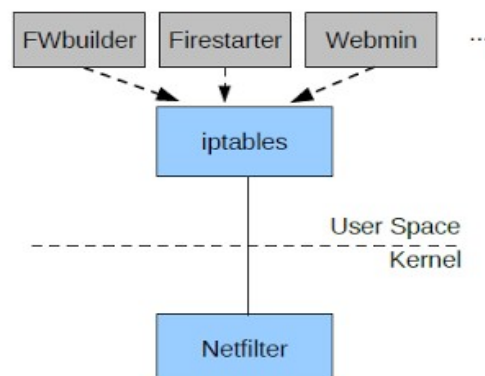 FWbuilder Firestarter Webmin ...
iptables
User Space
Kernel
Netfilter